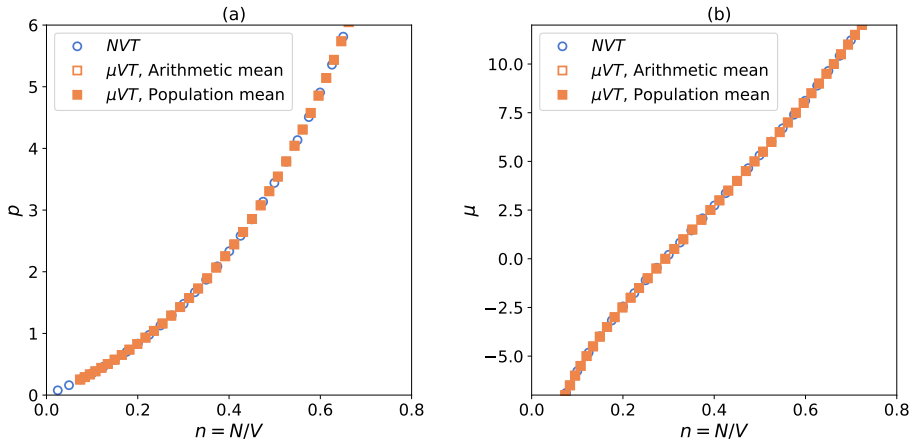 (a)
6
5
4
3
2
1
0
p
0.0 0.2 0.4 0.6 0.8
n = N/V
NVT
μVT, Arithmetic mean
μVT, Population mean
(b)
10.0
7.5
5.0
2.5
0.0
−2.5
−5.0
μ
0.0 0.2 0.4 0.6 0.8
n = N/V
NVT
μVT, Arithmetic mean
μVT, Population mean